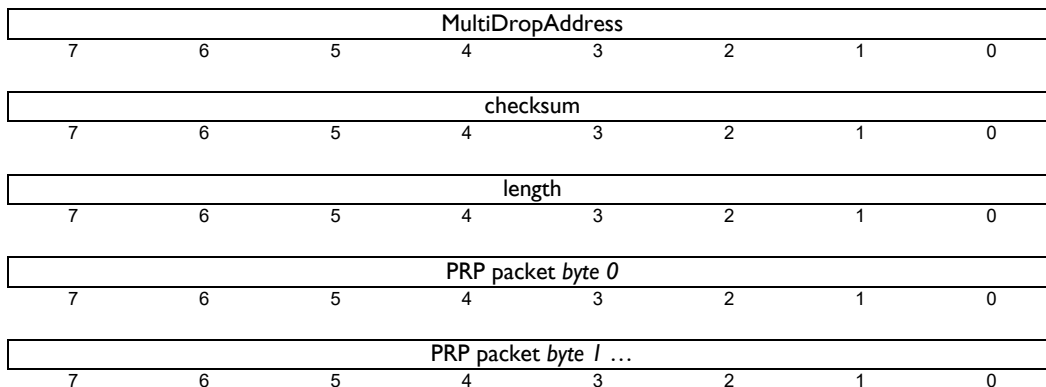 MultiDropAddress
7 6 5 4 3 2 1 0
checksum
7 6 5 4 3 2 1 0
length
7 6 5 4 3 2 1 0
PRP packet byte 0
7 6 5 4 3 2 1 0
PRP packet byte 1 …
7 6 5 4 3 2 1 0